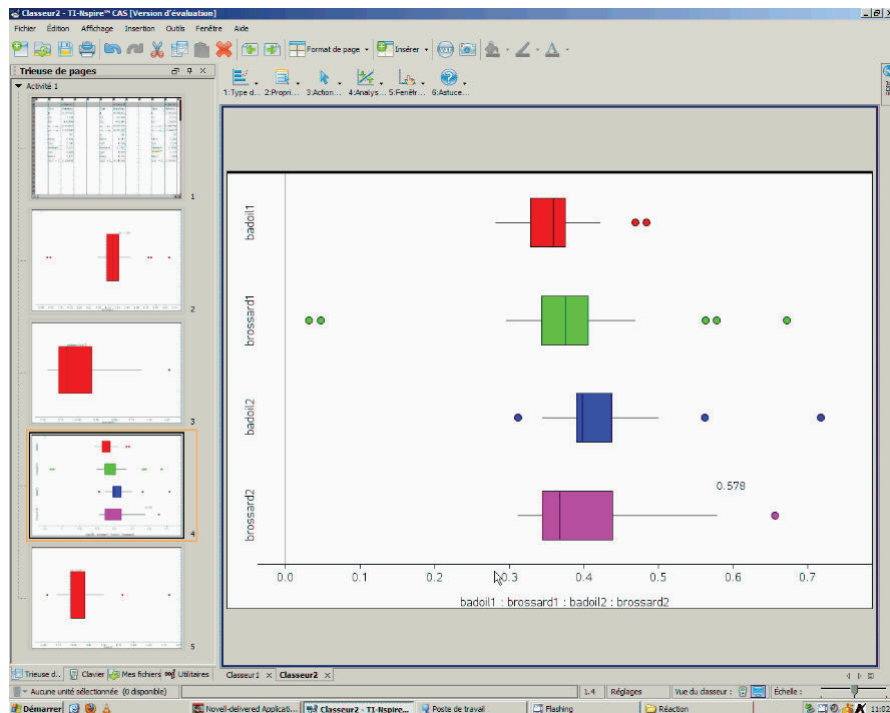 Classeur2 - TI-Nspire™ CAS [Version d'évaluation]
Fichier Édition Affichage Insertion Outils Fenêtre Aide
Format de page Insérer
Trieuse de pages
Activité 1
1:Type d... 2:Propri... 3:Action... 4:Analys... 5:Fenêtr... 6:Astuce...
1
2
3
4
5
badoil1
brossard1
badoil2
brossard2
0.578
0.0 0.1 0.2 0.3 0.4 0.5 0.6 0.7
badoil1 : brossard1 : badoil2 : brossard2
Trieuse d... Clavier Mes fichiers Utilitaires Classeur1 Classeur2
Aucune unité sélectionnée (0 disponible) 1.4 Réglages Vue du classeur : Échelle :
Démarrer Novell-delivered Applicati... Classeur2 - TI-Nspire... Poste de travail Flashing Réaction